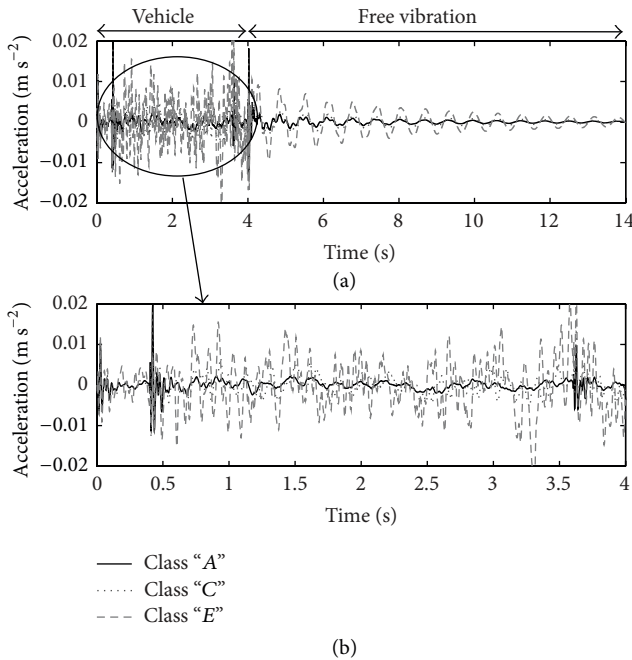 Vehicle Free vibration
Acceleration (m s−2)
0.02
0.01
0
−0.01
−0.02
0 2 4 6 8 10 12 14
Time (s)
(a)
Acceleration (m s−2)
0.02
0.01
0
−0.01
−0.02
0 0.5 1 1.5 2 2.5 3 3.5 4
Time (s)
Class “A”
Class “C”
Class “E”
(b)